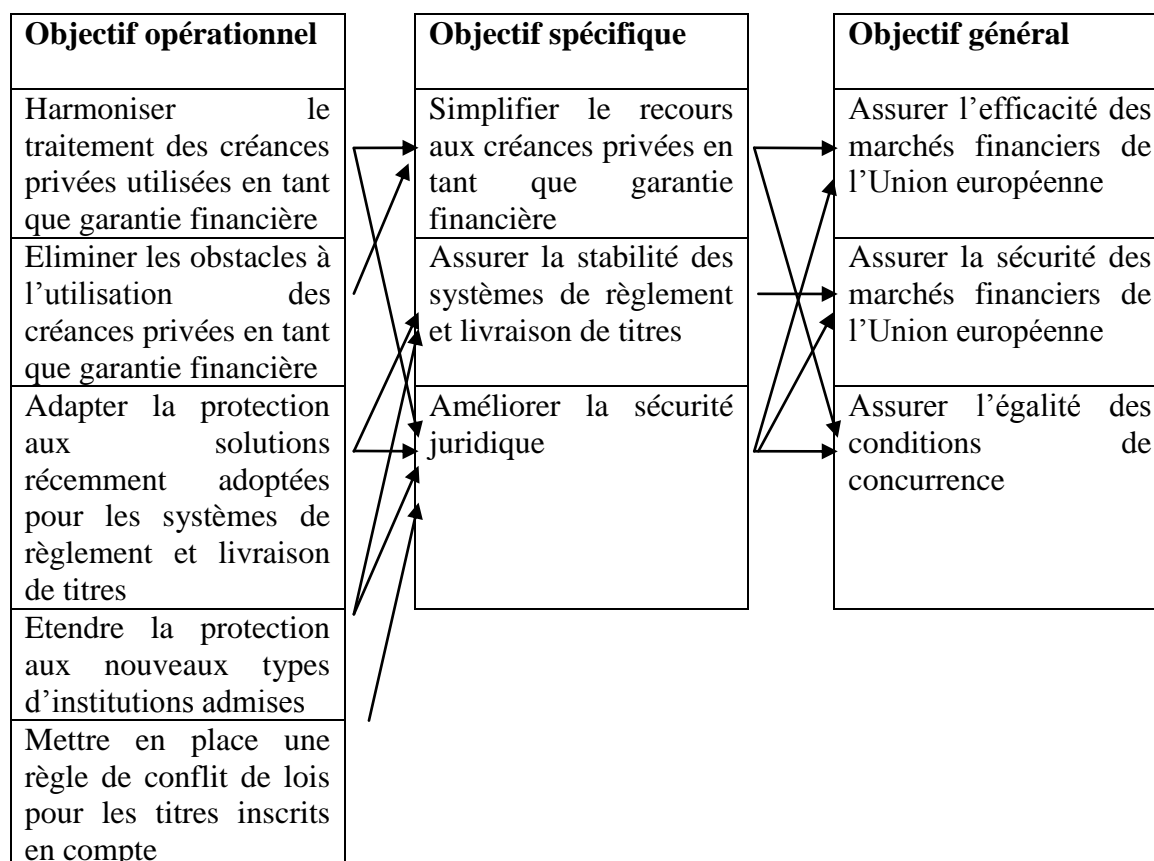 Objectif opérationnel
Harmoniser le
traitement des créances
privées utilisées en tant
que garantie financière
Eliminer les obstacles à
l’utilisation des
créances privées en tant
que garantie financière
Adapter la protection
aux solutions
récemment adoptées
pour les systèmes de
règlement et livraison
de titres
Etendre la protection
aux nouveaux types
d’institutions admises
Mettre en place une
règle de conflit de lois
pour les titres inscrits
en compte
Objectif spécifique
Simplifier le recours
aux créances privées en
tant que garantie
financière
Assurer la stabilité des
systèmes de règlement
et livraison de titres
Améliorer la sécurité
juridique
Objectif général
Assurer l’efficacité des
marchés financiers de
l’Union européenne
Assurer la sécurité des
marchés financiers de
l’Union européenne
Assurer l’égalité des
conditions de
concurrence